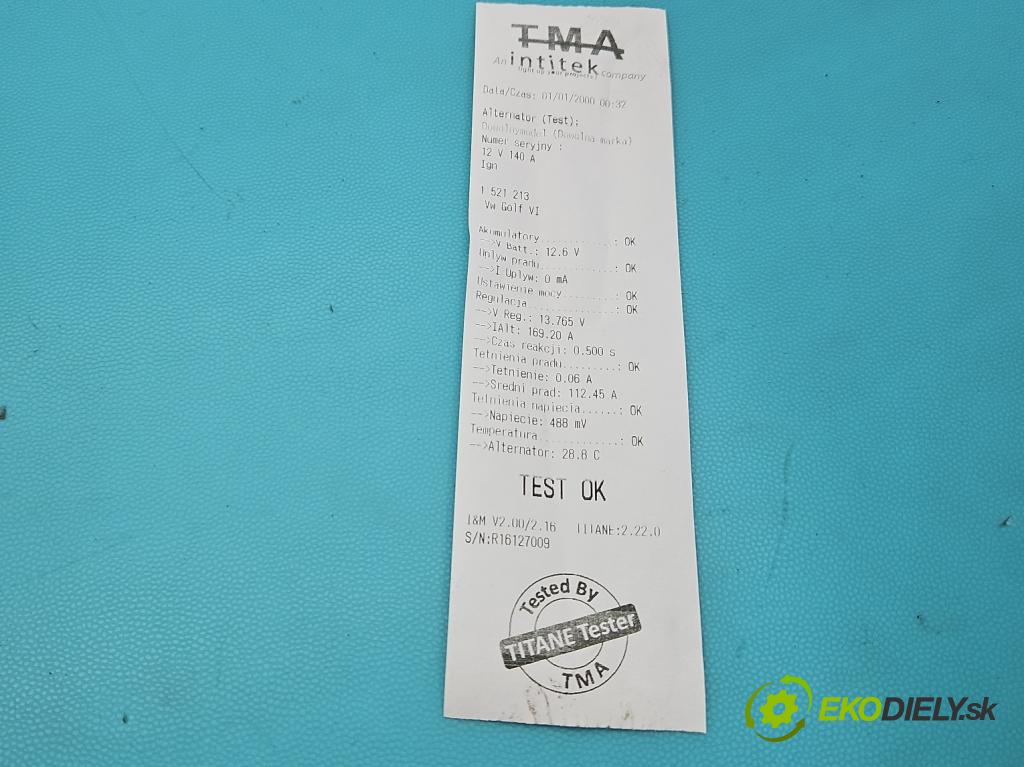 TMA
An intitek company
light up your projects!
Data/Czas: 01/01/2000 00:32
Alternator (Test):
Dowolnymodel (Dowolna marka)
Numer seryjny :
12 V 140 A
Ign
1 521 213
Vw Golf VI
Akumulatory...........: OK
-->V Batt.: 12.6 V
Uplyw pradu...........: OK
-->I Uplyw: 0 mA
Ustawienie mocy........: OK
Regulacja.............: OK
-->V Reg.: 13.765 V
-->IAlt: 169.20 A
-->Czas reakcji: 0.500 s
Tetnienia pradu........: OK
-->Tetnienie: 0.06 A
-->Sredni prad: 112.45 A
Tetnienia napiecia......: OK
-->Napiecie: 488 mV
Temperatura............: OK
-->Alternator: 28.8 C
TEST OK
I&M V2.00/2.16 TITANE:2.22.0
S/N:R16127009
Tested By
TITANE Tester
TMA
EKODIELY.sk